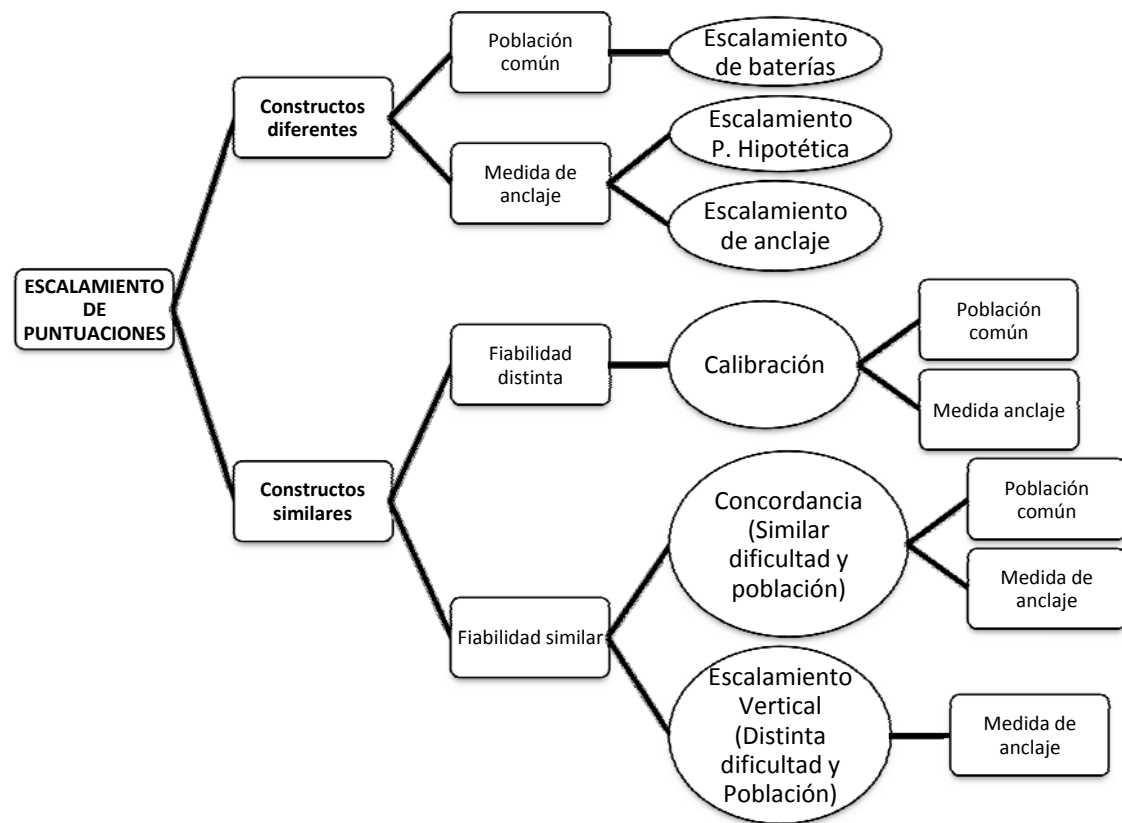 Población
común
Escalamiento
de baterías
Constructos
diferentes
Escalamiento
P. Hipotética
Medida de
anclaje
Escalamiento
de anclaje
ESCALAMIENTO
DE
PUNTUACIONES
Población
común
Fiabilidad
distinta
Calibración
Medida anclaje
Constructos
similares
Concordancia
(Similar
dificultad y
población)
Población
común
Medida de
anclaje
Fiabilidad similar
Escalamiento
Vertical
(Distinta
dificultad y
Población)
Medida de
anclaje